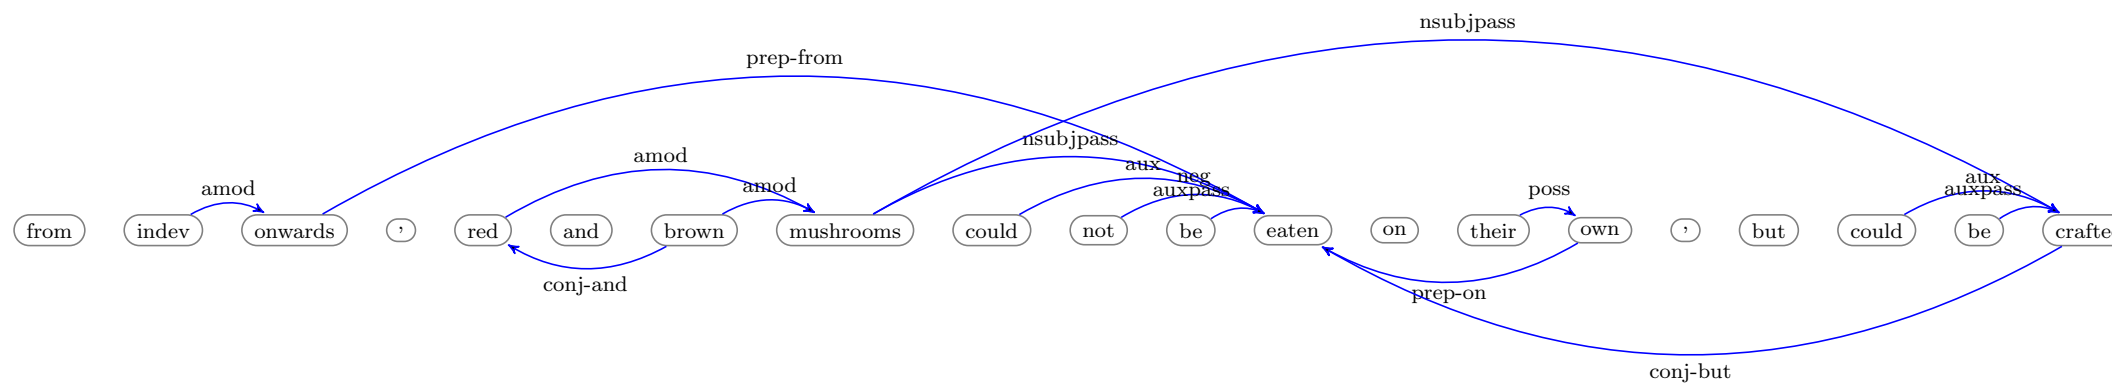 nsubjpass
prep-from
nsubjpass
amod
aux
neg
amod auxpass amod poss aux auxpass
from indev onwards , red and brown mushrooms could not be eaten on their own , but could be crafte
conj-and prep-on
conj-but